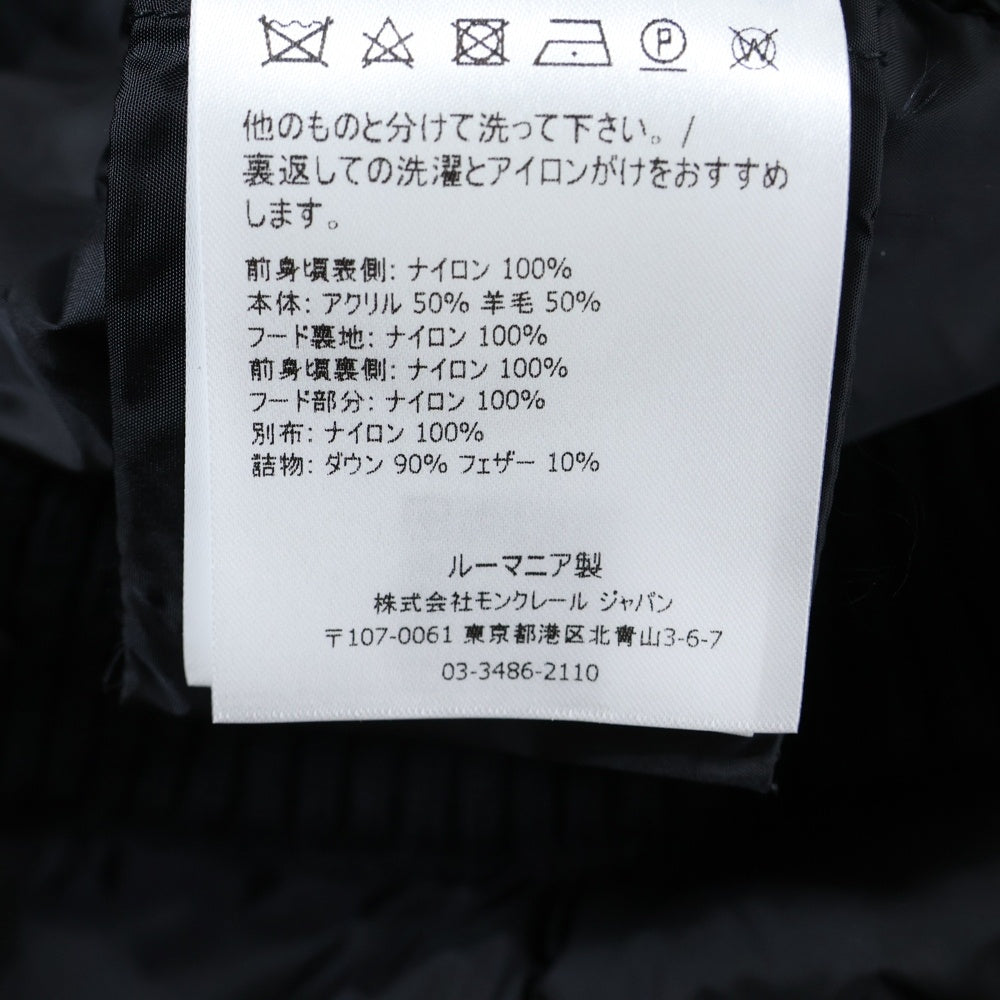 他のものと分けて洗って下さい。/
裏返しての洗濯とアイロンがけをおすすめ
します。
前身頃表側: ナイロン 100%
本体: アクリル 50% 羊毛 50%
フード裏地: ナイロン 100%
前身頃裏側: ナイロン 100%
フード部分: ナイロン 100%
別布: ナイロン 100%
詰物: ダウン 90% フェザー 10%
ルーマニア製
株式会社モンクレール ジャパン
〒107-0061 東京都港区北青山3-6-7
03-3486-2110